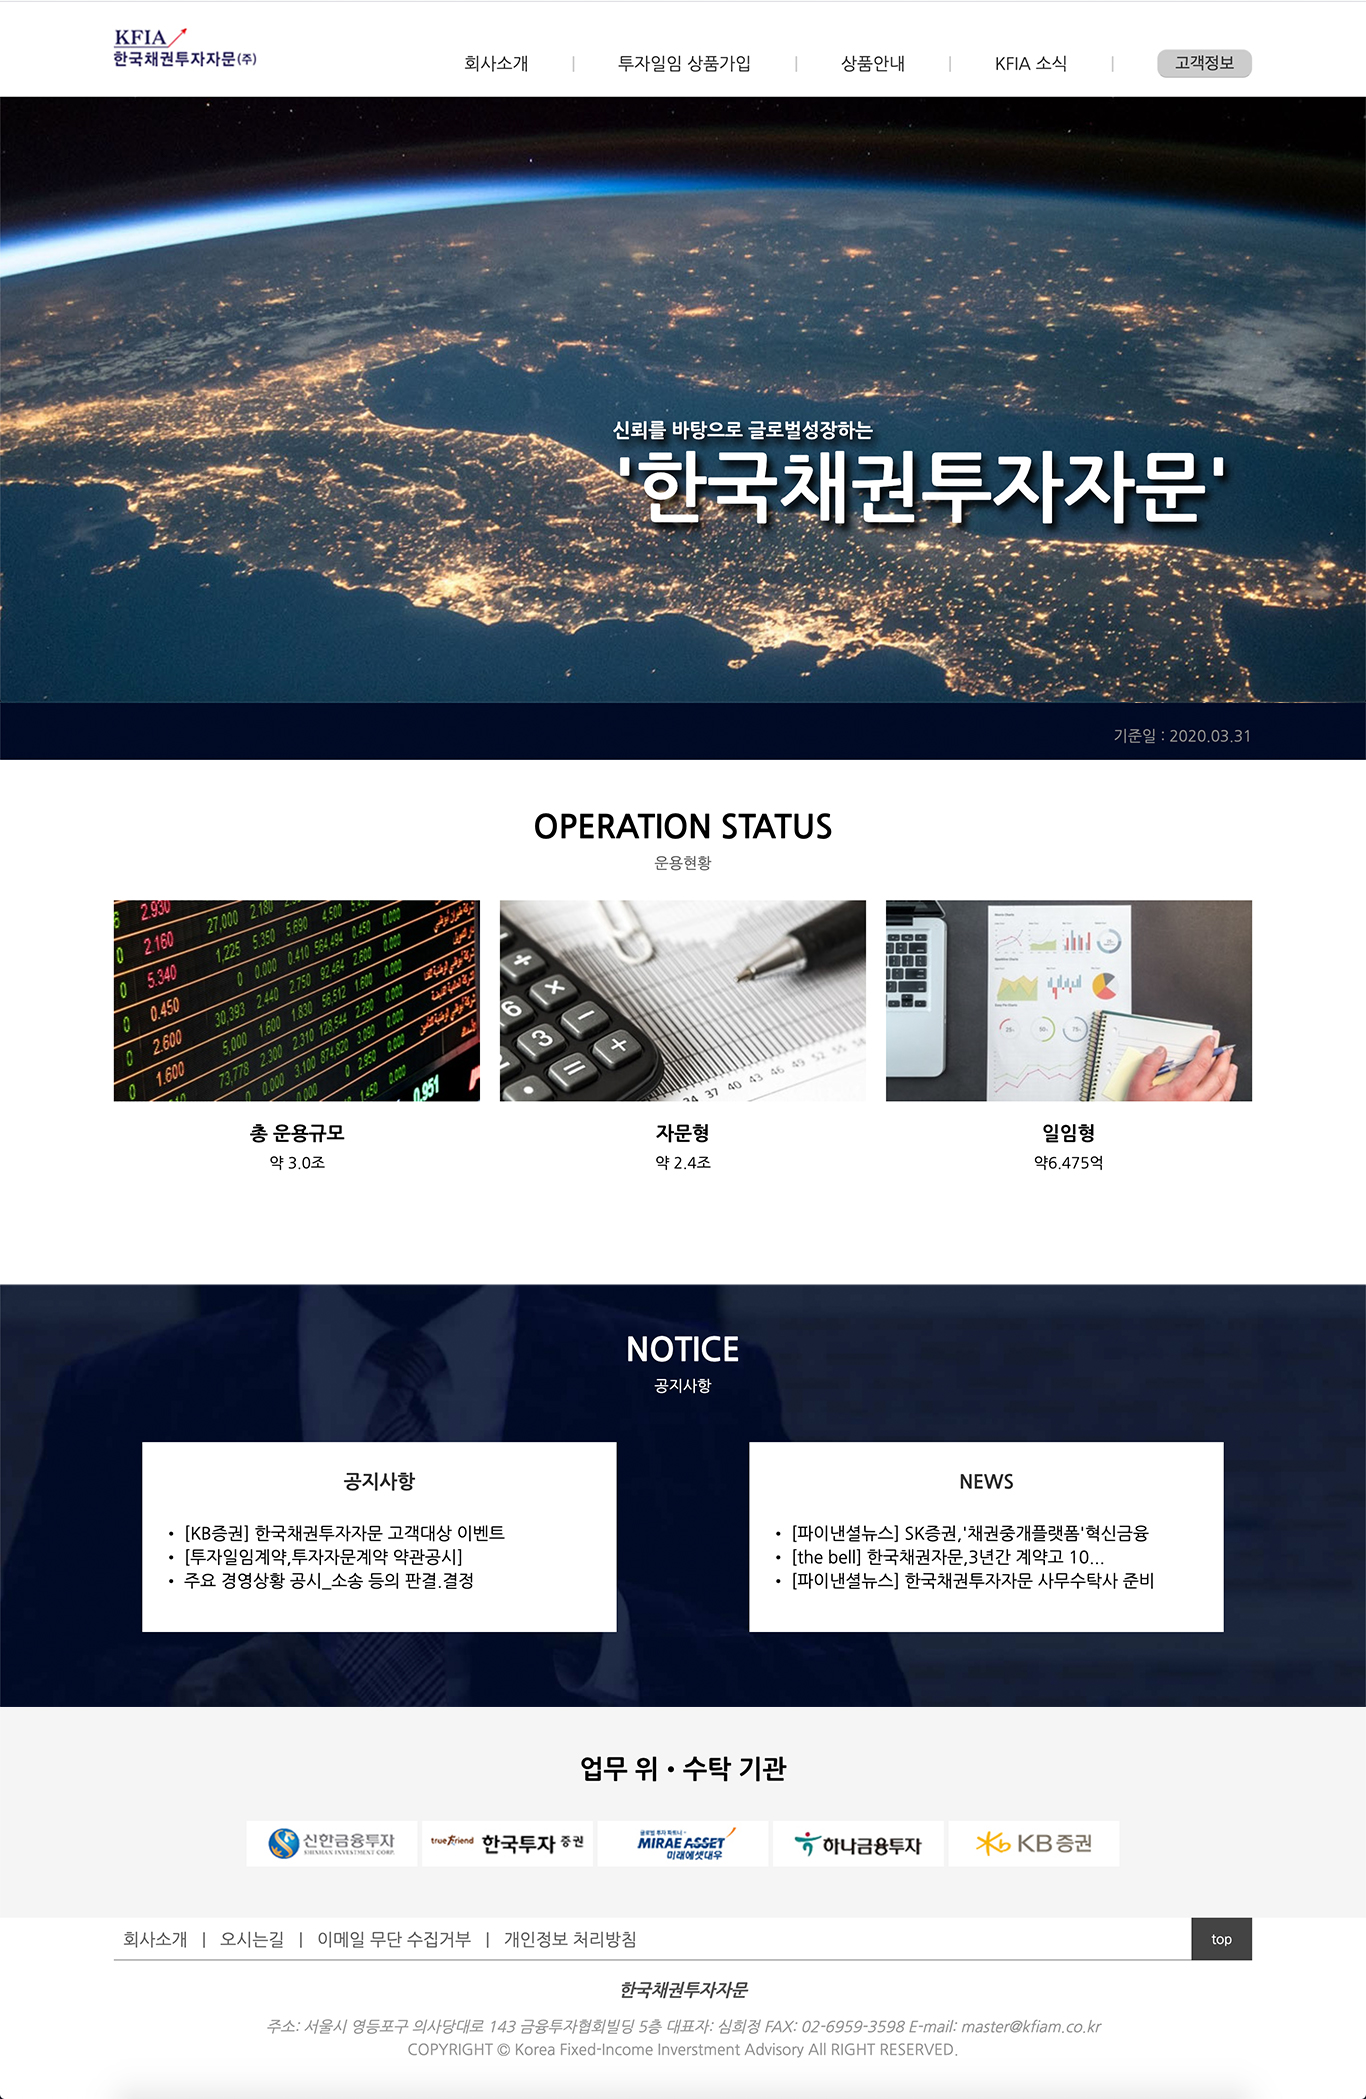 KFIA
한국채권투자자문(주)
회사소개 | 투자일임 상품가입 | 상품안내 | KFIA 소식 | 고객정보
신뢰를 바탕으로 글로벌성장하는
'한국채권투자자문'
기준일 : 2020.03.31
OPERATION STATUS
운용현황
총 운용규모
약 3.0조
자문형
약 2.4조
일임형
약6.475억
NOTICE
공지사항
공지사항
• [KB증권] 한국채권투자자문 고객대상 이벤트
• [투자일임계약,투자자문계약 약관공시]
• 주요 경영상황 공시_소송 등의 판결.결정
NEWS
• [파이낸셜뉴스] SK증권,'채권중개플랫폼'혁신금융
• [the bell] 한국채권자문,3년간 계약고 10...
• [파이낸셜뉴스] 한국채권투자자문 사무수탁사 준비
업무 위 • 수탁 기관
신한금융투자
SHINHAN INVESTMENT CORP.
true Friend 한국투자 증권
글로벌 투자 파트너 -
MIRAE ASSET
미래에셋대우
하나금융투자
KB증권
회사소개 | 오시는길 | 이메일 무단 수집거부 | 개인정보 처리방침
top
한국채권투자자문
주소: 서울시 영등포구 의사당대로 143 금융투자협회빌딩 5층 대표자: 심희정 FAX: 02-6959-3598 E-mail: master@kfiam.co.kr
COPYRIGHT © Korea Fixed-Income Inverstment Advisory All RIGHT RESERVED.